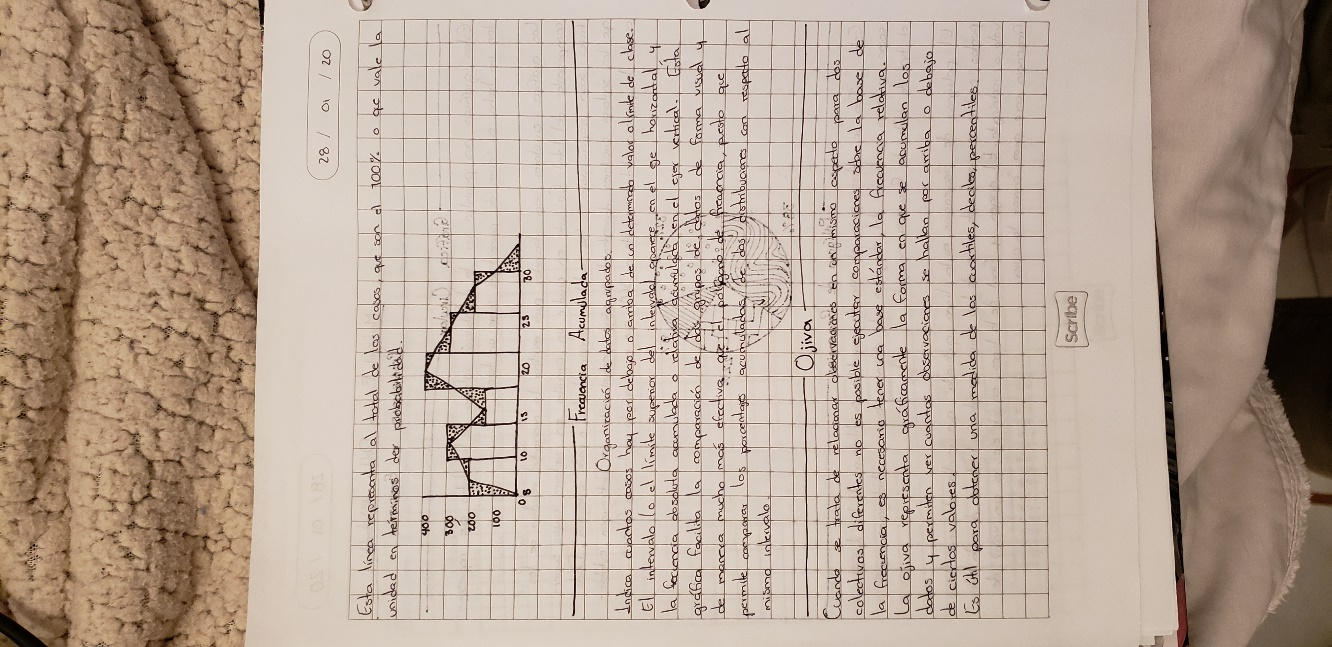 28 / 01 / 20
Esta línea representa al total de los casos, que son el 100% o que vale la
unidad en términos der probabilidad.
400
300
200
100
0 5 10 15 20 25 30
Frecuencia Acumulada
Organización de datos agrupados.
Indica cuantos casos hay por debajo o arriba de un determinado valor o limite de clase.
El intervalo (o el límite superior del intervalo) aparece en el eje horizontal y
la frecuencia absoluta acumulada o relativa acumulada en el ejer vertical. Esta
gráfica facilita la comparación de dos grupos de datos de forma visual y
de manera mucho más efectiva que el polígono de frecuencia, puesto que
permite comparar los porcentajes acumulados de dos distribuciones con respecto al
mismo intervalo.
Ojiva
Cuando se trata de relacionar observaciones en un mismo aspecto para dos
colectivos diferentes no es posible ejecutar comparaciones sobre la base de
la frecuencia, es necesario tener una base estándar, la frecuencia relativa.
La ojiva representa gráficamente la forma en que se acumulan los
datos y permiten ver cuantas observaciones se hallan por arriba o debajo
de ciertos valores.
Es útil para obtener una medida de los cuartiles, deciles, percentiles.
Scribe